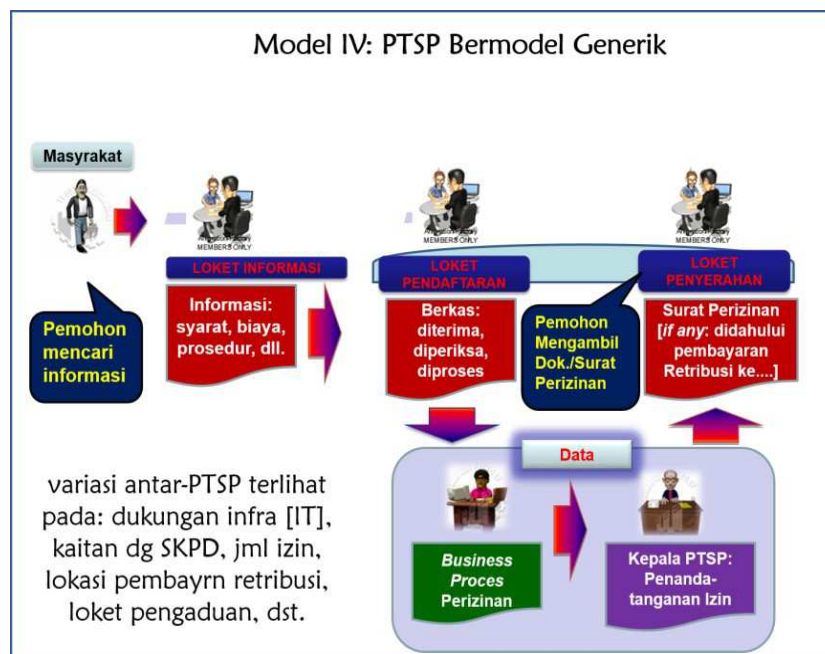 Model IV: PTSP Bermodel Generik
Masyrakat
MEMBERS ONLY
MEMBERS ONLY
MEMBERS ONLY
LOKET INFORMASI
LOKET
PENDAFTARAN
LOKET
PENYERAHAN
Pemohon
mencari
informasi
Informasi:
syarat, biaya,
prosedur, dll.
Berkas:
diterima,
diperiksa,
diproses
Pemohon
Mengambil
Dok./Surat
Perizinan
Surat Perizinan
[if any: didahului
pembayaran
Retribusi ke....]
Data
variasi antar-PTSP terlihat
pada: dukungan infra [IT],
kaitan dg SKPD, jml izin,
lokasi pembayrn retribusi,
loket pengaduan, dst.
Business
Proces
Perizinan
Kepala PTSP:
Penanda-
tanganan Izin